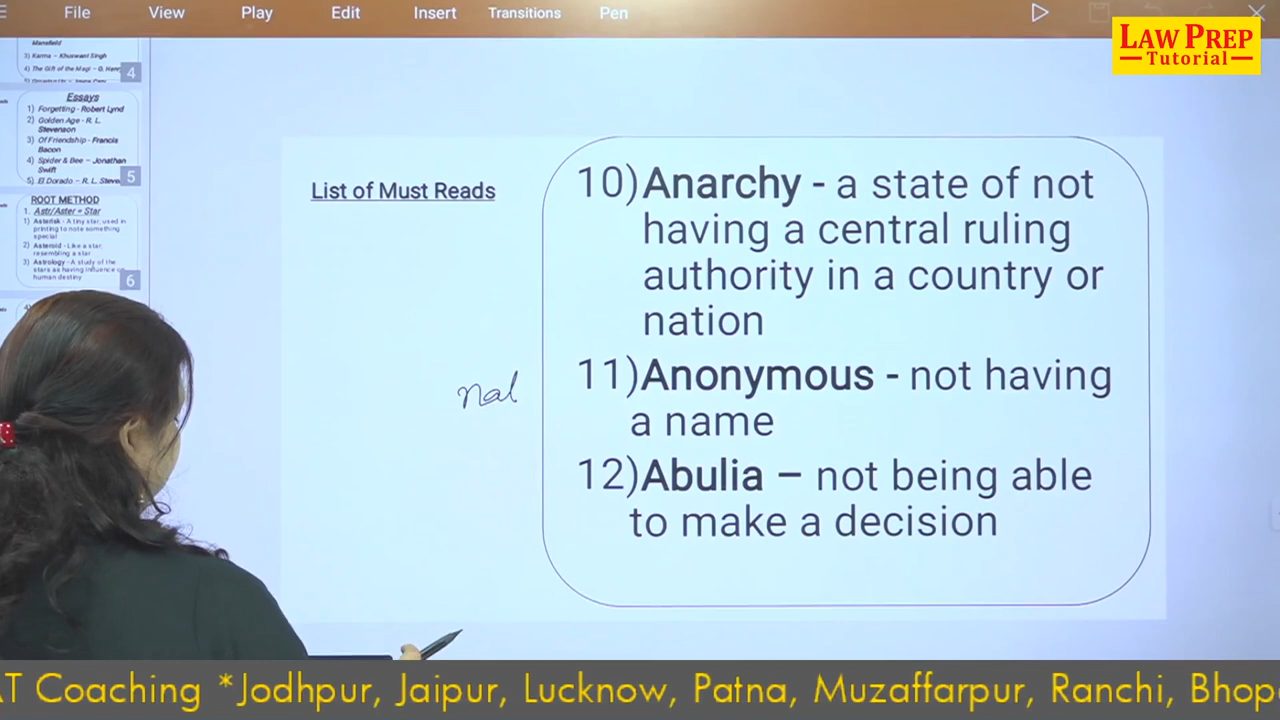 File View Play Edit Insert Transitions Pen
LAW PREP
Tutorial
Mansfield
3) Karma – Khuswant Singh
4) The Gift of the Magi – O. Henry
4
Essays
1) Forgetting - Robert Lynd
2) Golden Age - R. L.
Stevenson
3) Of Friendship - Francis
Bacon
4) Spider & Bee – Jonathan
Swift
5) El Dorado – R. L. Steve
5
ROOT METHOD
1. Astr/Aster = Star
1) Asterisk - A tiny star, used in
printing to note something
special
2) Asteroid - Like a star,
resembling a star
3) Astrology - A study of the
stars as having influence on
human destiny
6
List of Must Reads
10) Anarchy - a state of not
having a central ruling
authority in a country or
nation
11) Anonymous - not having
a name
12) Abulia – not being able
to make a decision
AT Coaching *Jodhpur, Jaipur, Lucknow, Patna, Muzaffarpur, Ranchi, Bhop